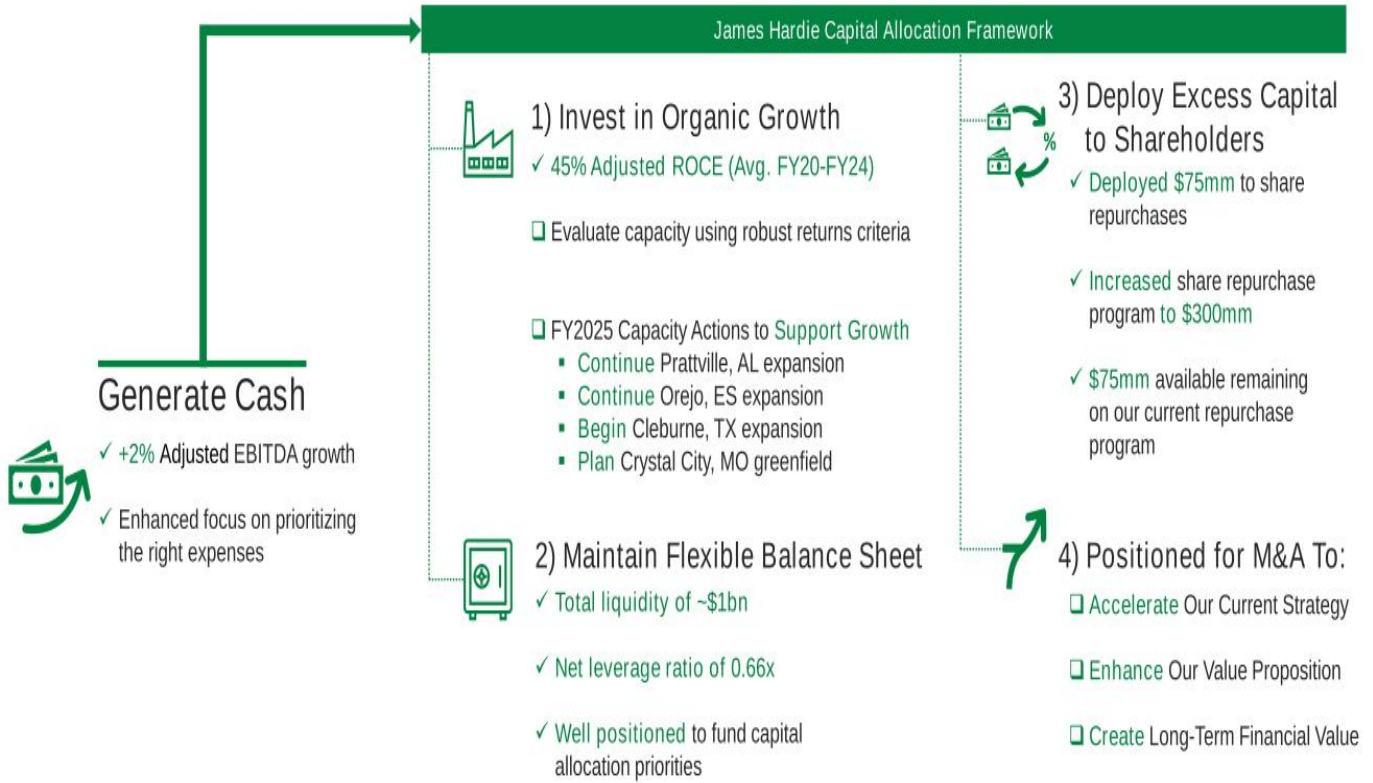 James Hardie Capital Allocation Framework
Generate Cash
✓ +2% Adjusted EBITDA growth
✓ Enhanced focus on prioritizing
the right expenses
1) Invest in Organic Growth
✓ 45% Adjusted ROCE (Avg. FY20-FY24)
❑ Evaluate capacity using robust returns criteria
❑ FY2025 Capacity Actions to Support Growth
▪ Continue Prattville, AL expansion
▪ Continue Orejo, ES expansion
▪ Begin Cleburne, TX expansion
▪ Plan Crystal City, MO greenfield
2) Maintain Flexible Balance Sheet
✓ Total liquidity of ~$1bn
✓ Net leverage ratio of 0.66x
✓ Well positioned to fund capital
allocation priorities
%
3) Deploy Excess Capital
to Shareholders
✓ Deployed $75mm to share
repurchases
✓ Increased share repurchase
program to $300mm
✓ $75mm available remaining
on our current repurchase
program
4) Positioned for M&A To:
❑ Accelerate Our Current Strategy
❑ Enhance Our Value Proposition
❑ Create Long-Term Financial Value